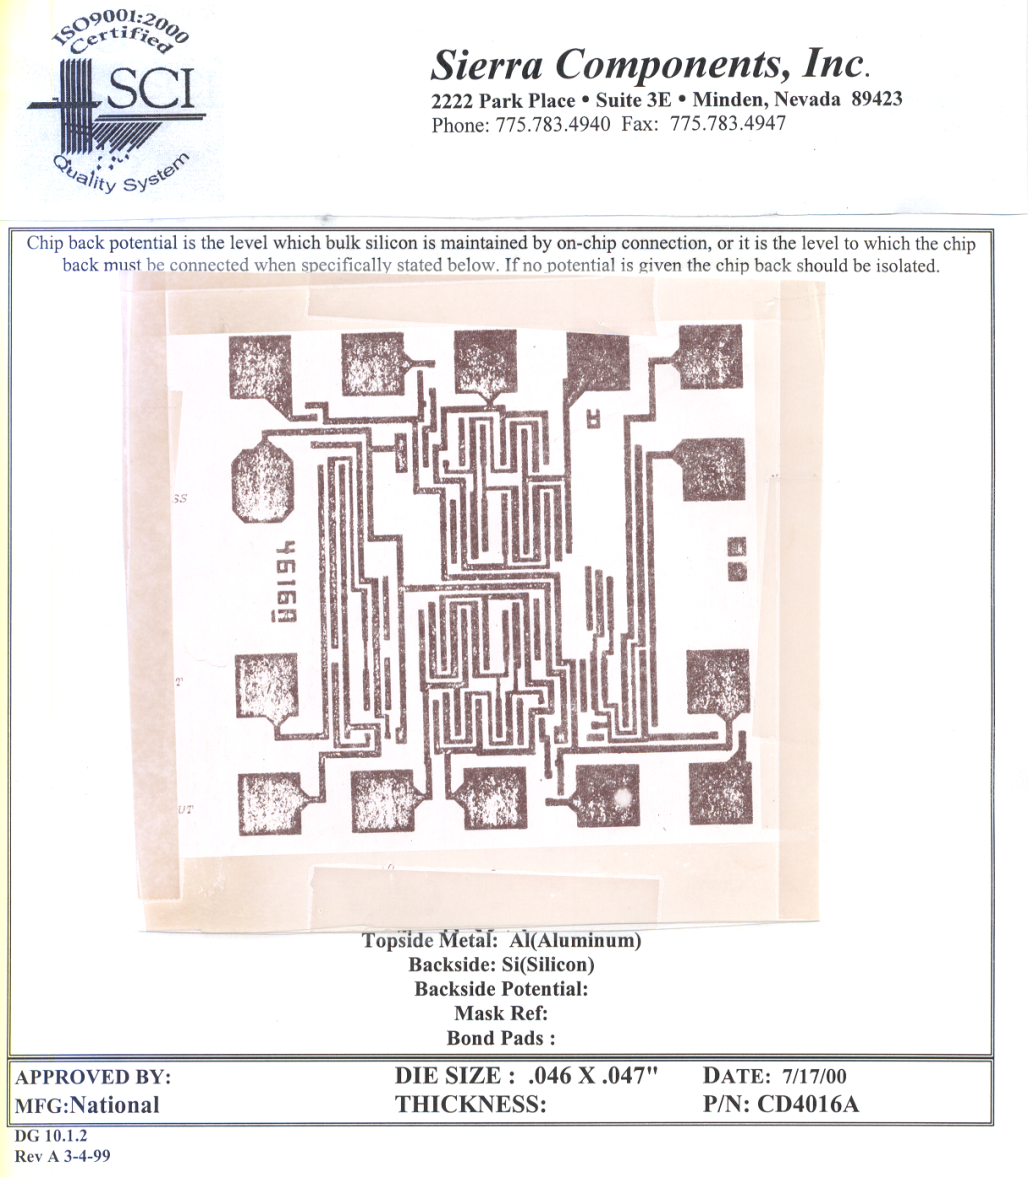 ISO9001:2000
Certified
SCI
Quality System
Sierra Components, Inc.
2222 Park Place • Suite 3E • Minden, Nevada 89423
Phone: 775.783.4940 Fax: 775.783.4947
Chip back potential is the level which bulk silicon is maintained by on-chip connection, or it is the level to which the chip
back must be connected when specifically stated below. If no potential is given the chip back should be isolated.
SS
T
UT
Topside Metal: Al(Aluminum)
Backside: Si(Silicon)
Backside Potential:
Mask Ref:
Bond Pads :
APPROVED BY:
DIE SIZE : .046 X .047"
DATE: 7/17/00
MFG:National
THICKNESS:
P/N: CD4016A
DG 10.1.2
Rev A 3-4-99